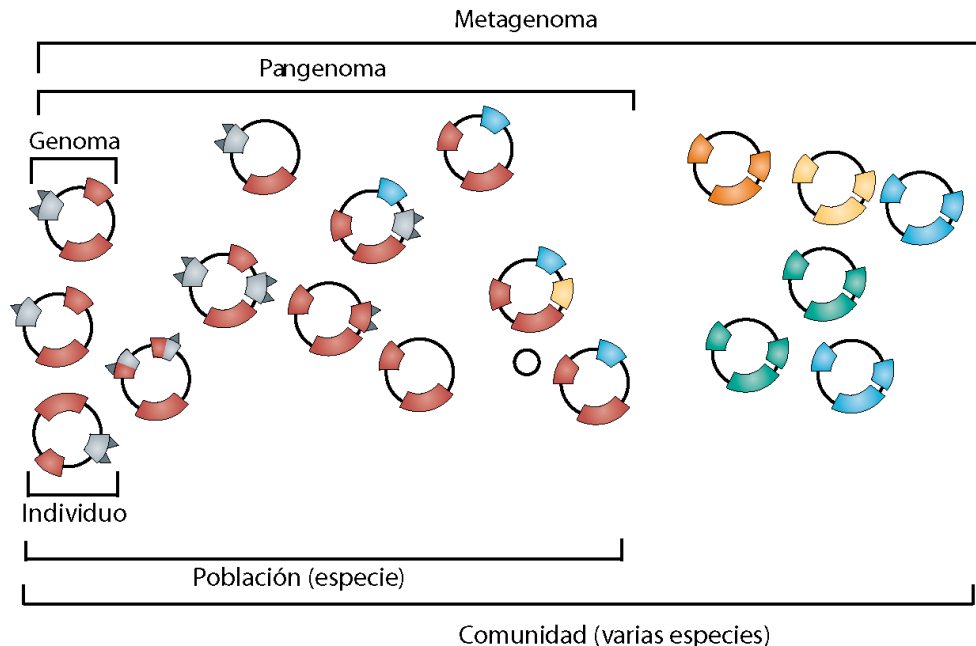 Metagenoma
Pangenoma
Genoma
Individuo
Población (especie)
Comunidad (varias especies)